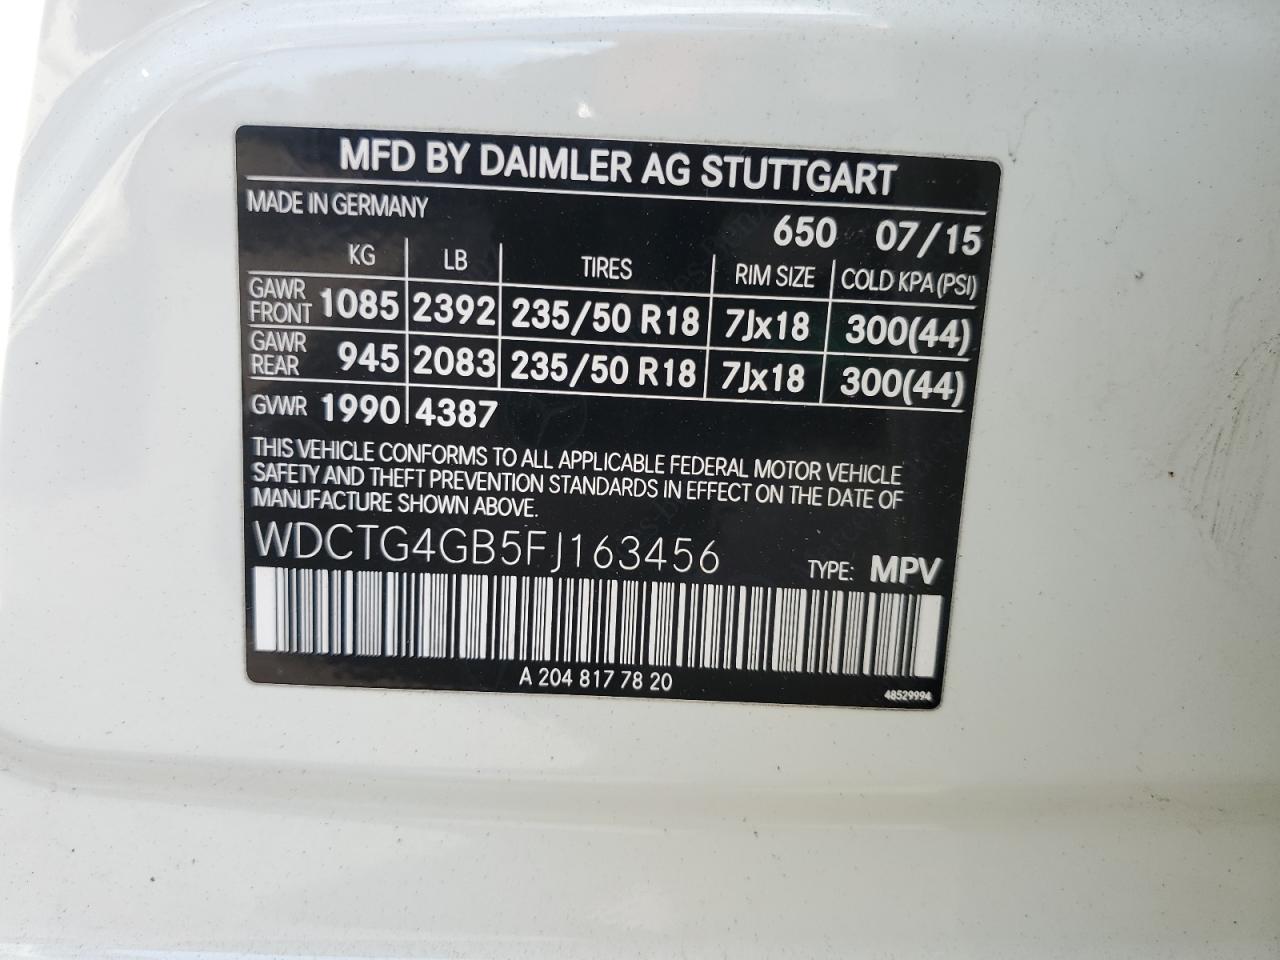 MFD BY DAIMLER AG STUTTGART
MADE IN GERMANY
650 07/15
KG LB TIRES RIM SIZE COLD KPA (PSI)
GAWR FRONT 1085 2392 235/50 R18 7Jx18 300(44)
GAWR REAR 945 2083 235/50 R18 7Jx18 300(44)
GVWR 1990 4387
THIS VEHICLE CONFORMS TO ALL APPLICABLE FEDERAL MOTOR VEHICLE
SAFETY AND THEFT PREVENTION STANDARDS IN EFFECT ON THE DATE OF
MANUFACTURE SHOWN ABOVE.
WDCTG4GB5FJ163456
TYPE: MPV
A 204 817 78 20
48529994